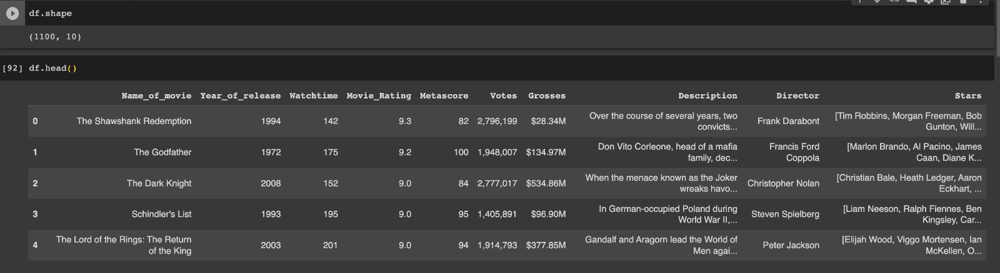 df.shape
(1100, 10)
[92] df.head()
Name_of_movie Year_of_release Watchtime Movie_Rating Metascore Votes Grosses Description Director Stars
0 The Shawshank Redemption 1994 142 9.3 82 2,796,199 $28.34M Over the course of several years, two convicts... Frank Darabont [Tim Robbins, Morgan Freeman, Bob Gunton, Will...
1 The Godfather 1972 175 9.2 100 1,948,007 $134.97M Don Vito Corleone, head of a mafia family, dec... Francis Ford Coppola [Marlon Brando, Al Pacino, James Caan, Diane K...
2 The Dark Knight 2008 152 9.0 84 2,777,017 $534.86M When the menace known as the Joker wreaks havo... Christopher Nolan [Christian Bale, Heath Ledger, Aaron Eckhart, ...
3 Schindler's List 1993 195 9.0 95 1,405,891 $96.90M In German-occupied Poland during World War II,... Steven Spielberg [Liam Neeson, Ralph Fiennes, Ben Kingsley, Car...
4 The Lord of the Rings: The Return of the King 2003 201 9.0 94 1,914,793 $377.85M Gandalf and Aragorn lead the World of Men agai... Peter Jackson [Elijah Wood, Viggo Mortensen, Ian McKellen, O...